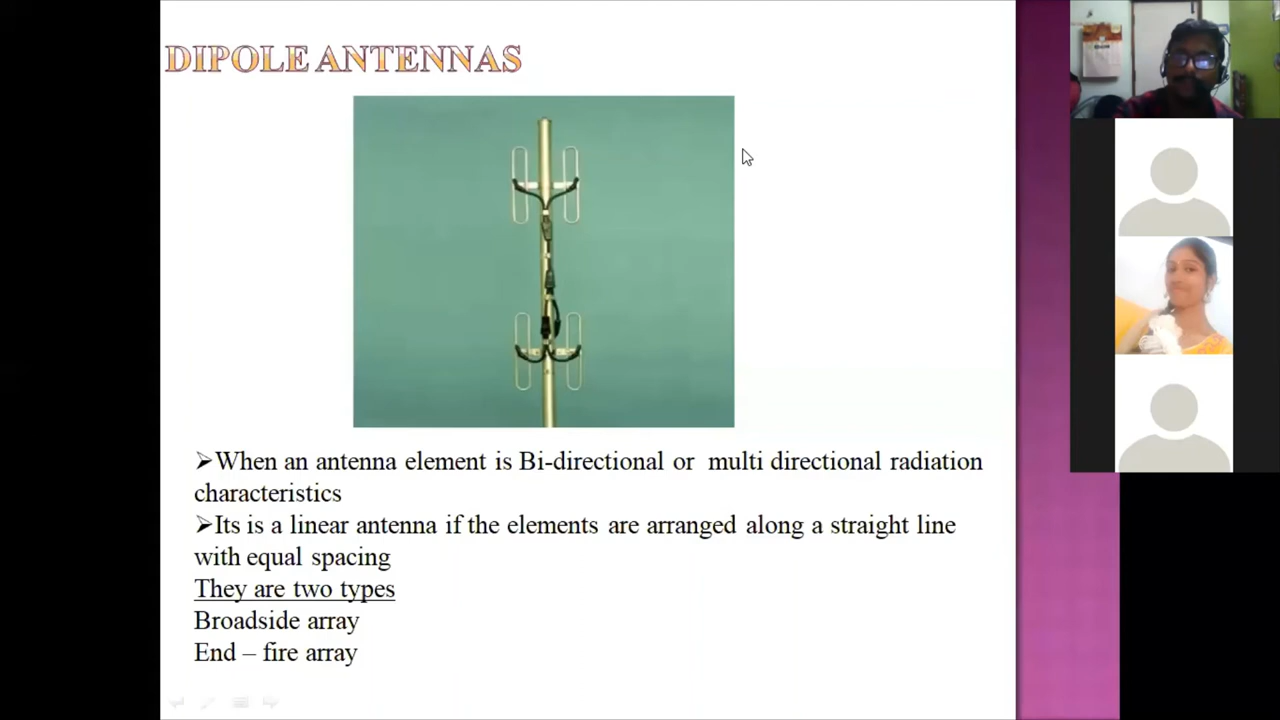 DIPOLE ANTENNAS
➢When an antenna element is Bi-directional or multi directional radiation
characteristics
➢Its is a linear antenna if the elements are arranged along a straight line
with equal spacing
They are two types
Broadside array
End – fire array